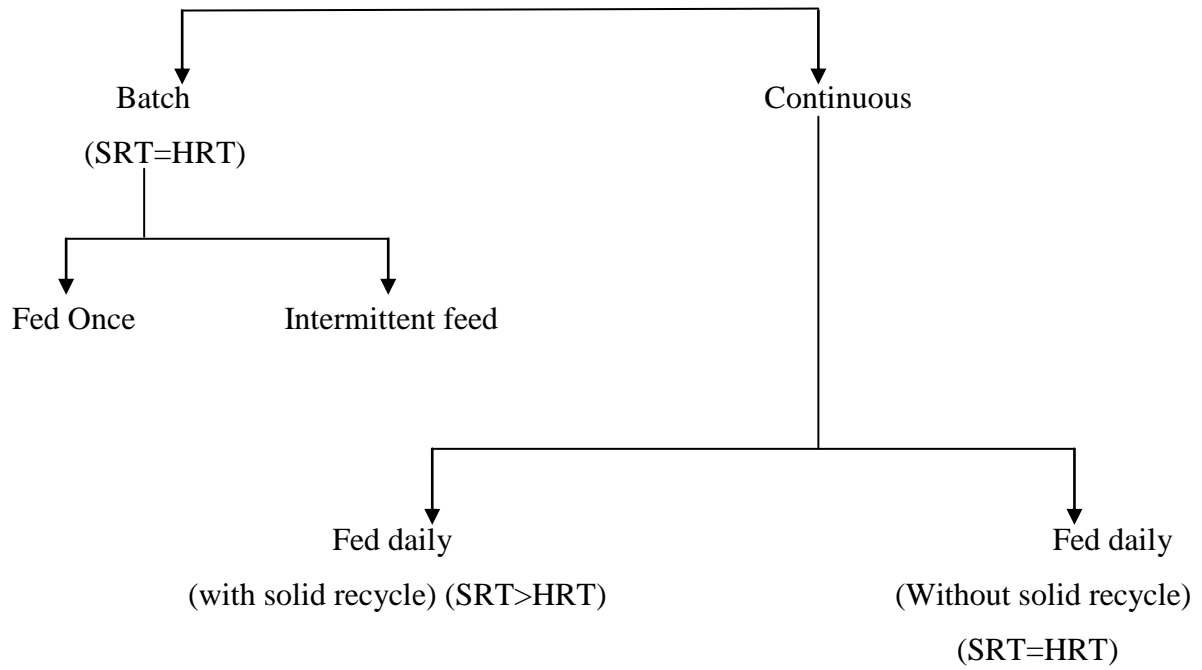 Batch
Continuous
(SRT=HRT)
Fed Once
Intermittent feed
Fed daily
(with solid recycle) (SRT>HRT)
Fed daily
(Without solid recycle)
(SRT=HRT)